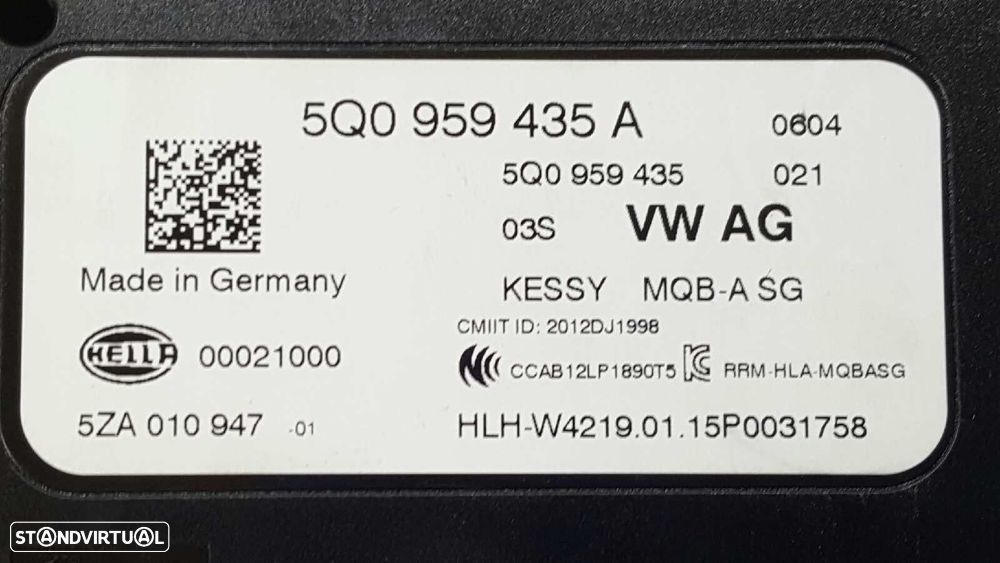 5Q0 959 435 A 0604
5Q0 959 435 021
03S VW AG
Made in Germany
KESSY MQB-A SG
CMIIT ID: 2012DJ1998
HELLA 00021000
CCAB12LP1890T5 RRM-HLA-MQBASG
5ZA 010 947 -01
HLH-W4219.01.15P0031758
STANDVIRTUAL